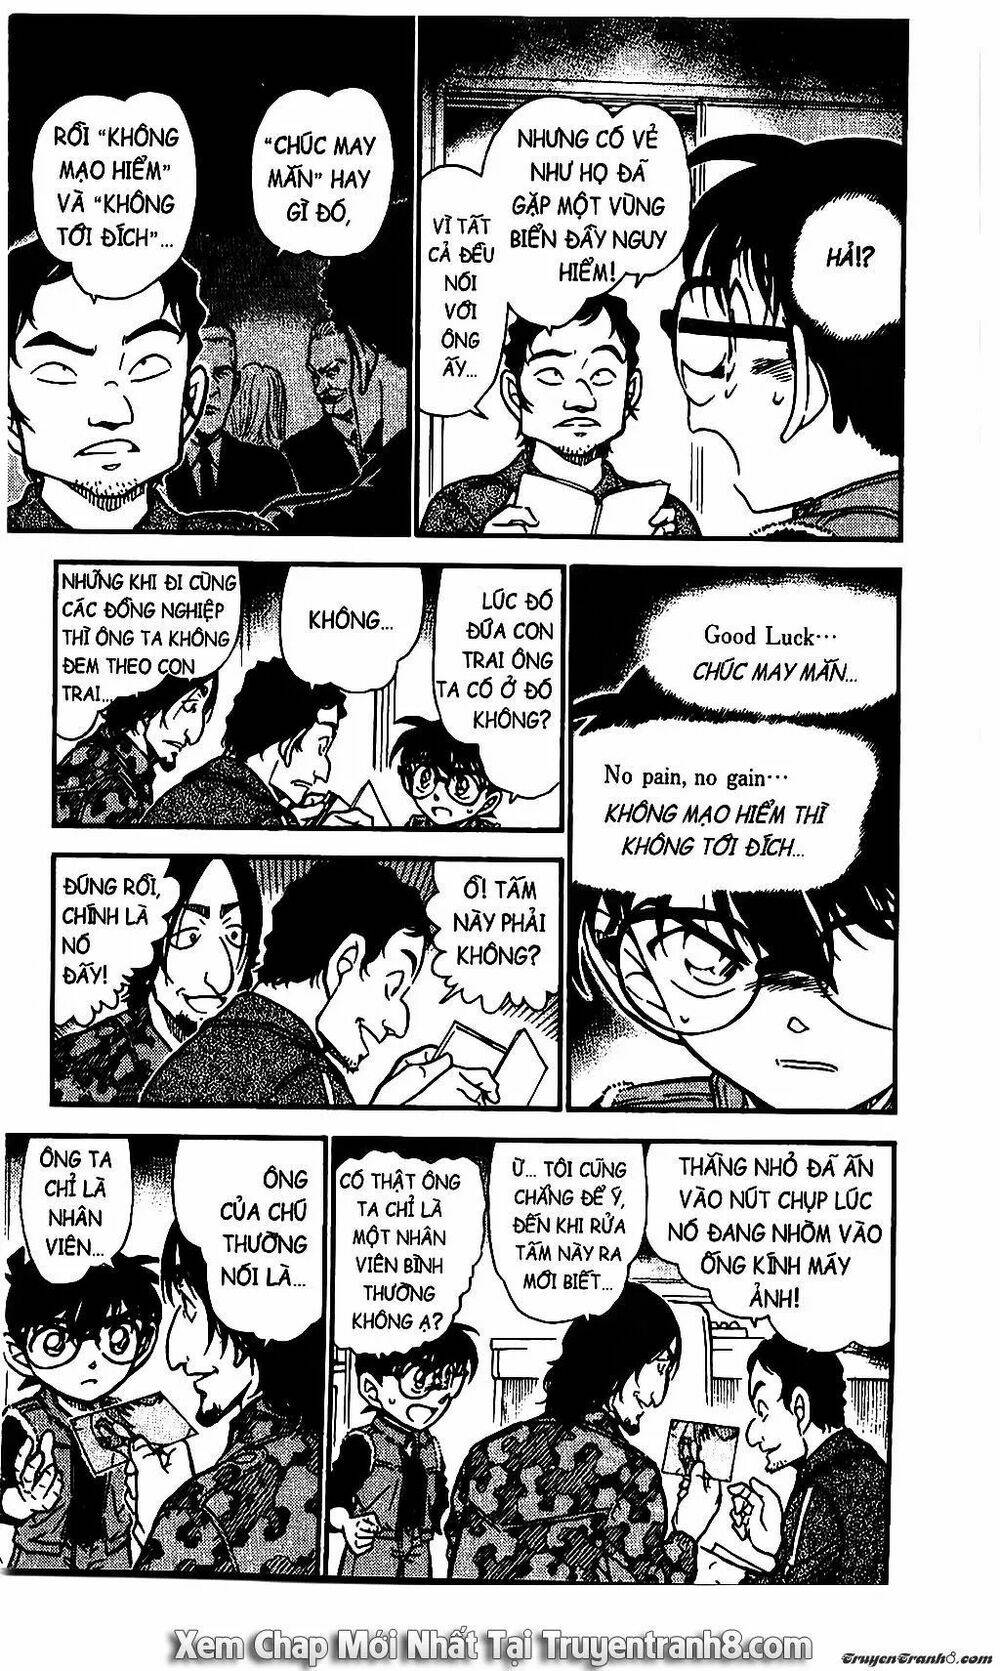 HẢ!?
NHƯNG CÓ VẺ
NHƯ HỌ ĐÃ
GẶP MỘT VÙNG
BIỂN ĐẦY NGUY
HIỂM!
VÌ TẤT
CẢ ĐỀU
NÓI
VỚI
ÔNG
ẤY...
“CHÚC MAY
MẮN” HAY
GÌ ĐÓ,
RỒI “KHÔNG
MẠO HIỂM”
VÀ “KHÔNG
TỚI ĐÍCH”...
Good Luck...
CHÚC MAY MẮN...
No pain, no gain...
KHÔNG MẠO HIỂM THÌ
KHÔNG TỚI ĐÍCH...
LÚC ĐÓ
ĐỨA CON
TRAI ÔNG
TA CÓ Ở ĐÓ
KHÔNG?
KHÔNG...
NHỮNG KHI ĐI CÙNG
CÁC ĐỒNG NGHIỆP
THÌ ÔNG TA KHÔNG
ĐEM THEO CON
TRAI...
Ồ! TẤM
NÀY PHẢI
KHÔNG?
ĐÚNG RỒI,
CHÍNH LÀ
NÓ
ĐẤY!
THẰNG NHỎ ĐÃ ẤN
VÀO NÚT CHỤP LÚC
NÓ ĐANG NHÒM VÀO
ỐNG KÍNH MÁY
ẢNH!
Ừ... TÔI CŨNG
CHẲNG ĐỂ Ý,
ĐẾN KHI RỬA
TẤM NÀY RA
MỚI BIẾT...
CÓ THẬT ÔNG
TA CHỈ LÀ
MỘT NHÂN
VIÊN BÌNH
THƯỜNG
KHÔNG Ạ?
ÔNG
CỦA CHÚ
THƯỜNG
NÓI LÀ...
ÔNG TA
CHỈ LÀ
NHÂN
VIÊN...
Xem Chap Mới Nhất Tại Truyentranh8.com
TruyenTranh8.com